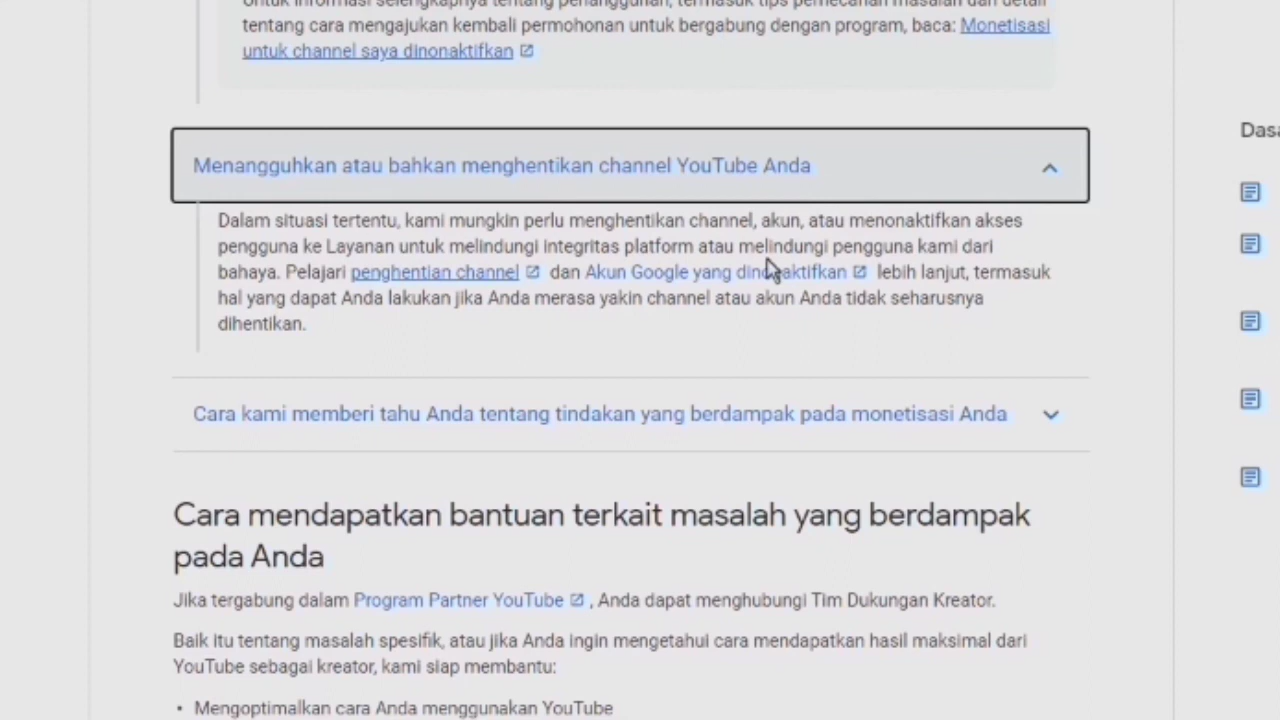 Untuk informasi selengkapnya tentang penangguhan, termasuk tips pemecahan masalah dan detail
tentang cara mengajukan kembali permohonan untuk bergabung dengan program, baca: Monetisasi
untuk channel saya dinonaktifkan
Menangguhkan atau bahkan menghentikan channel YouTube Anda
Dalam situasi tertentu, kami mungkin perlu menghentikan channel, akun, atau menonaktifkan akses
pengguna ke Layanan untuk melindungi integritas platform atau melindungi pengguna kami dari
bahaya. Pelajari penghentian channel dan Akun Google yang dinonaktifkan lebih lanjut, termasuk
hal yang dapat Anda lakukan jika Anda merasa yakin channel atau akun Anda tidak seharusnya
dihentikan.
Cara kami memberi tahu Anda tentang tindakan yang berdampak pada monetisasi Anda
Cara mendapatkan bantuan terkait masalah yang berdampak
pada Anda
Jika tergabung dalam Program Partner YouTube , Anda dapat menghubungi Tim Dukungan Kreator.
Baik itu tentang masalah spesifik, atau jika Anda ingin mengetahui cara mendapatkan hasil maksimal dari
YouTube sebagai kreator, kami siap membantu:
• Mengoptimalkan cara Anda menggunakan YouTube